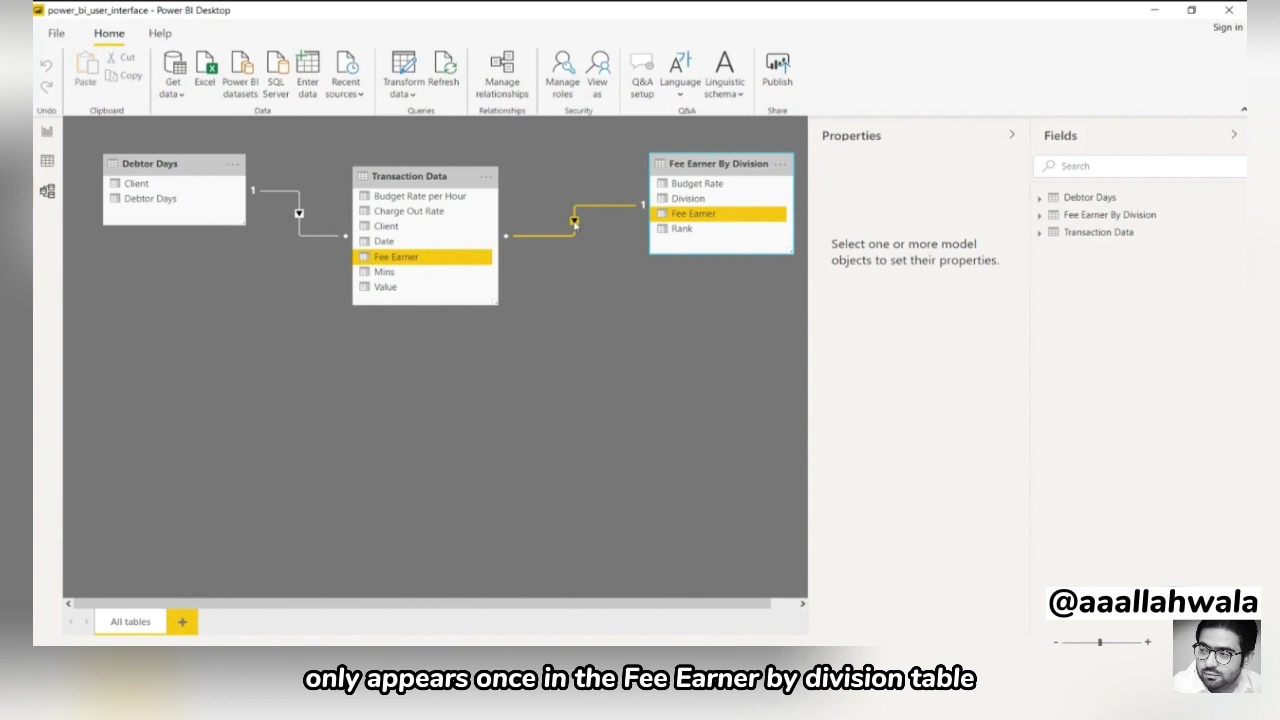 power_bi_user_interface - Power BI Desktop
Sign in
File Home Help
Cut
Copy
Paste
Get data
Excel
Power BI datasets
SQL Server
Enter data
Recent sources
Transform data
Refresh
Manage relationships
Manage roles
View as
Q&A setup
Language
Linguistic schema
Publish
Undo
Clipboard
Data
Queries
Relationships
Security
Q&A
Share
Debtor Days
Client
Debtor Days
1
Transaction Data
Budget Rate per Hour
Charge Out Rate
Client
Date
Fee Earner
Mins
Value
1
Fee Earner By Division
Budget Rate
Division
Fee Earner
Rank
Properties
Select one or more model
objects to set their properties.
Fields
Search
Debtor Days
Fee Earner By Division
Transaction Data
All tables
@aaallahwala
only appears once in the Fee Earner by division table